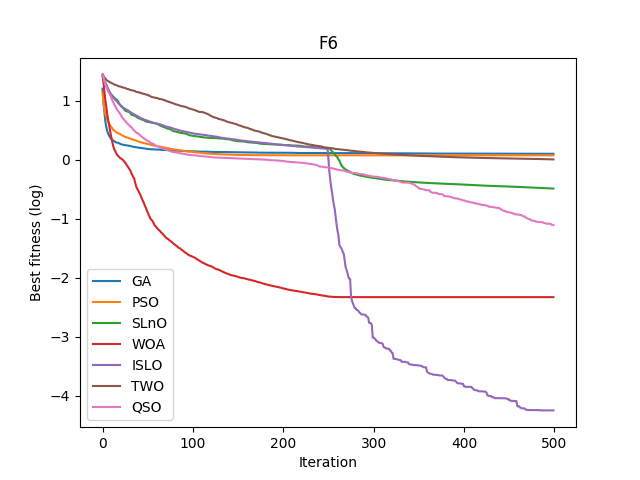 F6
Best fitness (log)
1
0
−1
−2
−3
−4
GA
PSO
SLnO
WOA
ISLO
TWO
QSO
0 100 200 300 400 500
Iteration